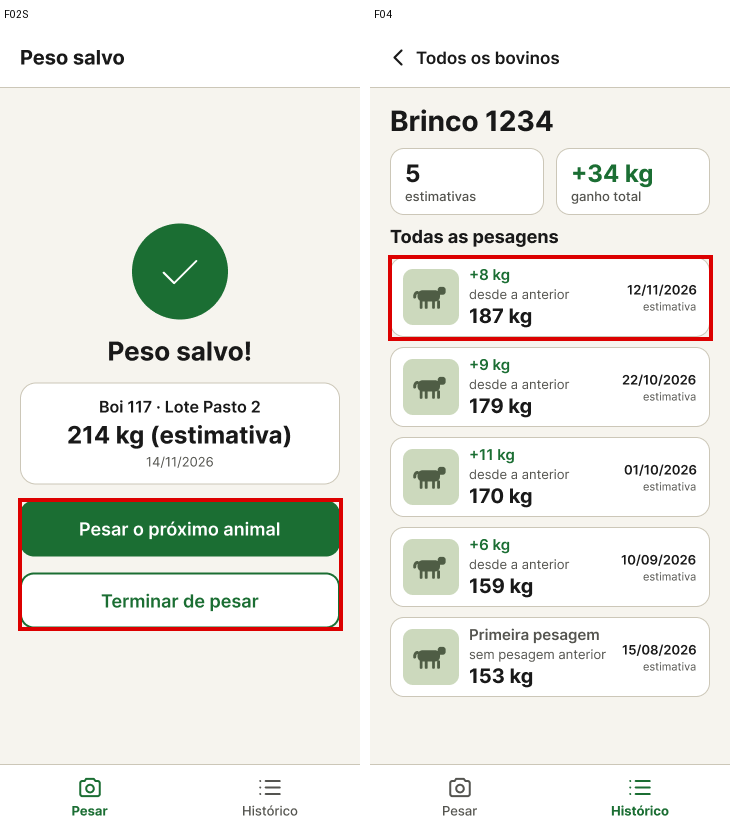 F02S
Peso salvo
Peso salvo!
Boi 117 · Lote Pasto 2
214 kg (estimativa)
14/11/2026
Pesar o próximo animal
Terminar de pesar
Pesar
Histórico
F04
Todos os bovinos
Brinco 1234
5
estimativas
+34 kg
ganho total
Todas as pesagens
+8 kg
desde a anterior
187 kg
12/11/2026
estimativa
+9 kg
desde a anterior
179 kg
22/10/2026
estimativa
+11 kg
desde a anterior
170 kg
01/10/2026
estimativa
+6 kg
desde a anterior
159 kg
10/09/2026
estimativa
Primeira pesagem
sem pesagem anterior
153 kg
15/08/2026
estimativa
Pesar
Histórico